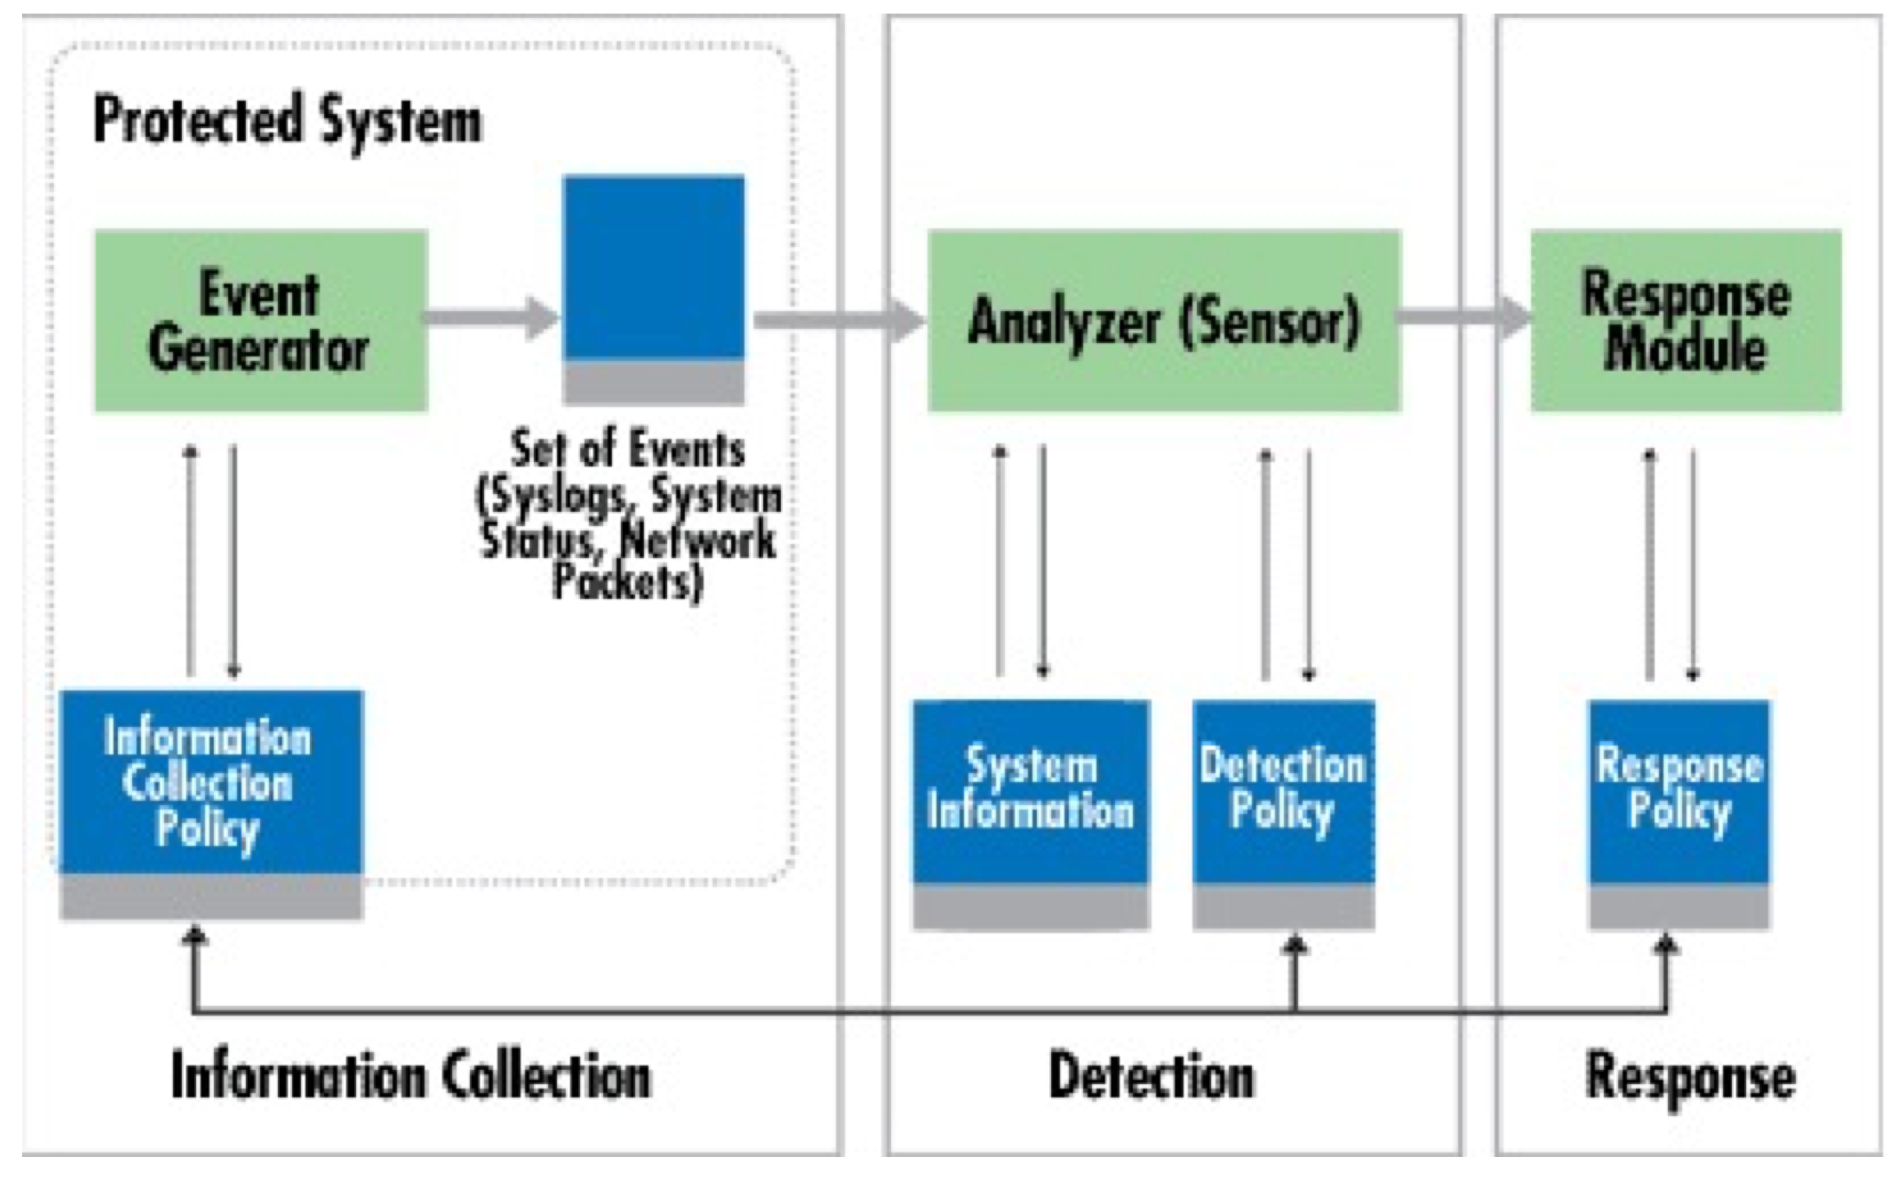 Protected System
Event
Generator
Set of Events
(Syslogs, System
Status, Network
Packets)
Information
Collection
Policy
Information Collection
Analyzer (Sensor)
System
Information
Detection
Policy
Detection
Response
Module
Response
Policy
Response